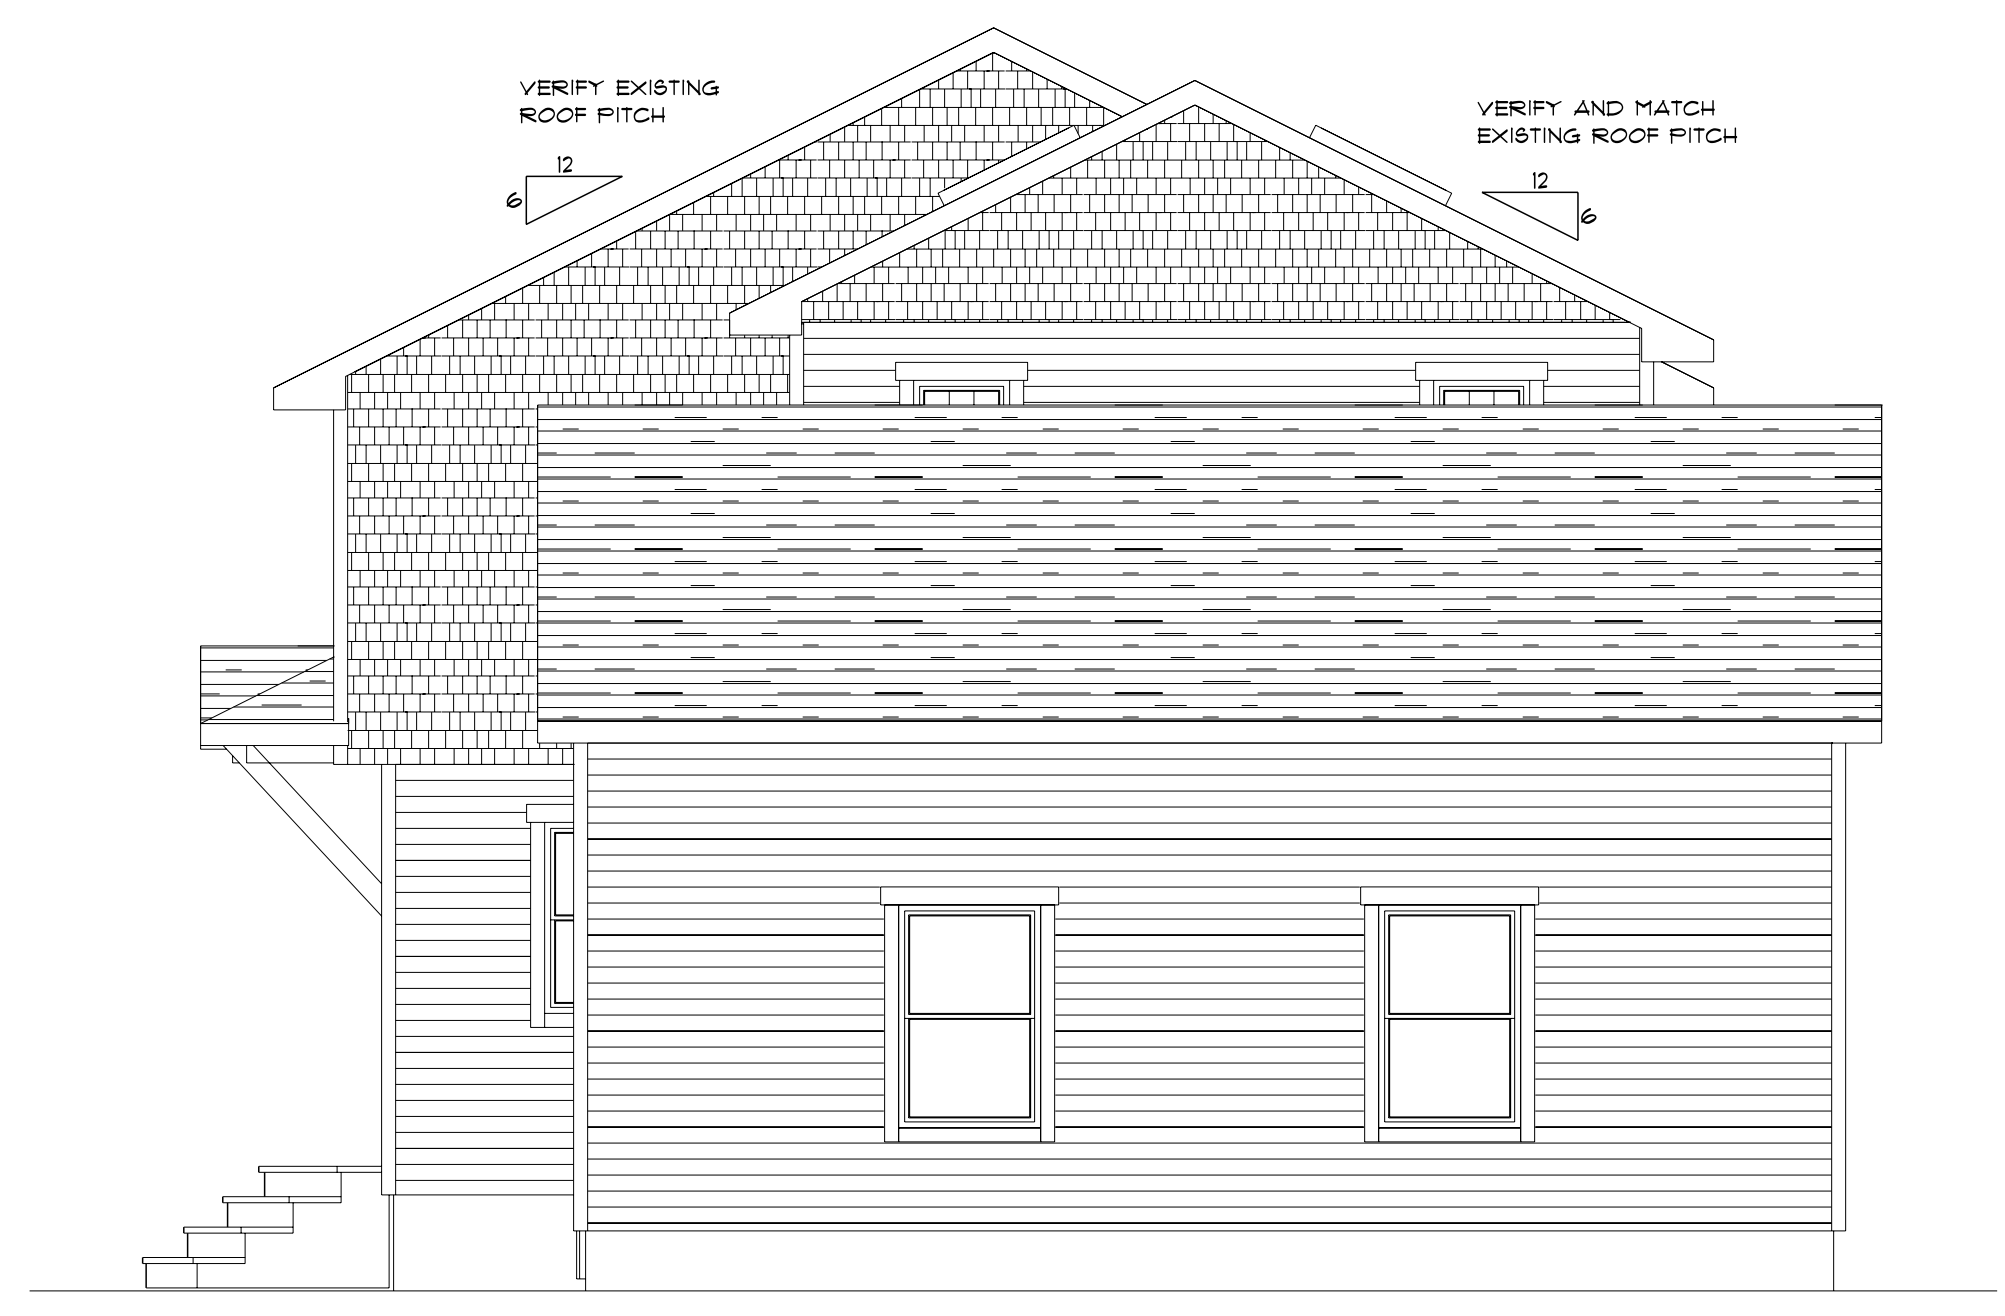 VERIFY EXISTING
ROOF PITCH
12
6
VERIFY AND MATCH
EXISTING ROOF PITCH
12
6